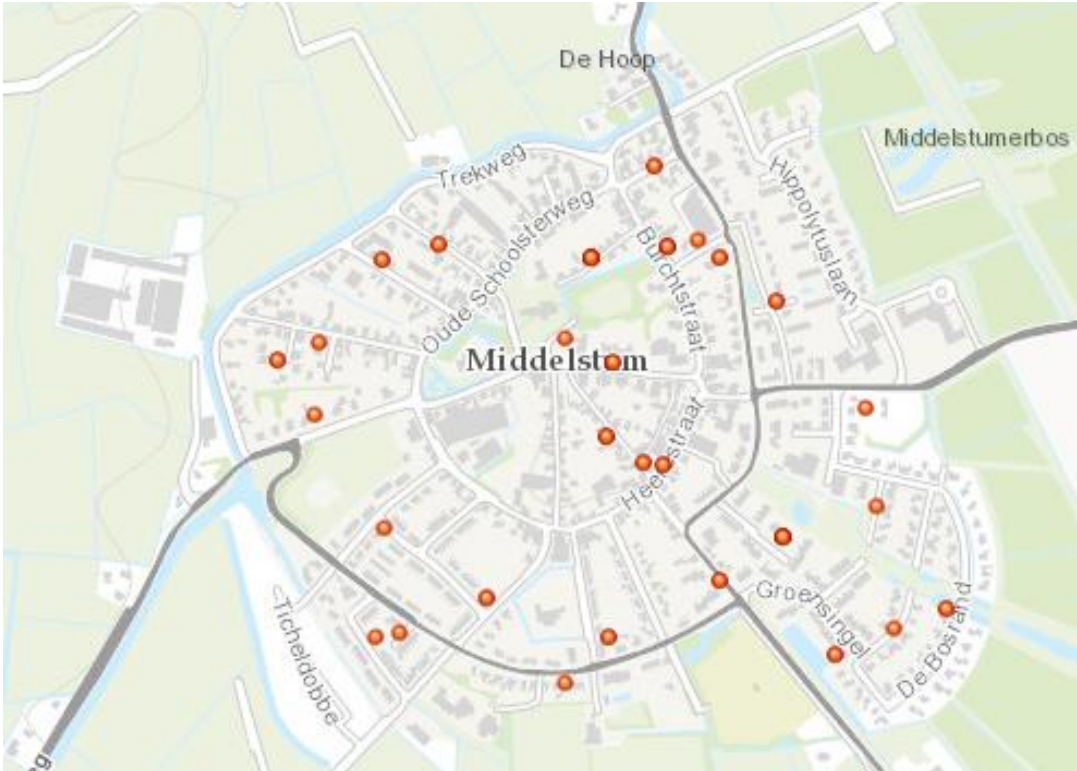 De Hoop
Middelstumerbos
Trekweg
Hippolytuslaan
Oude Schoolsterweg
Burchtstraat
Middelstum
Heerestraat
Groensingel
De Bosrand
Ticheldobbe